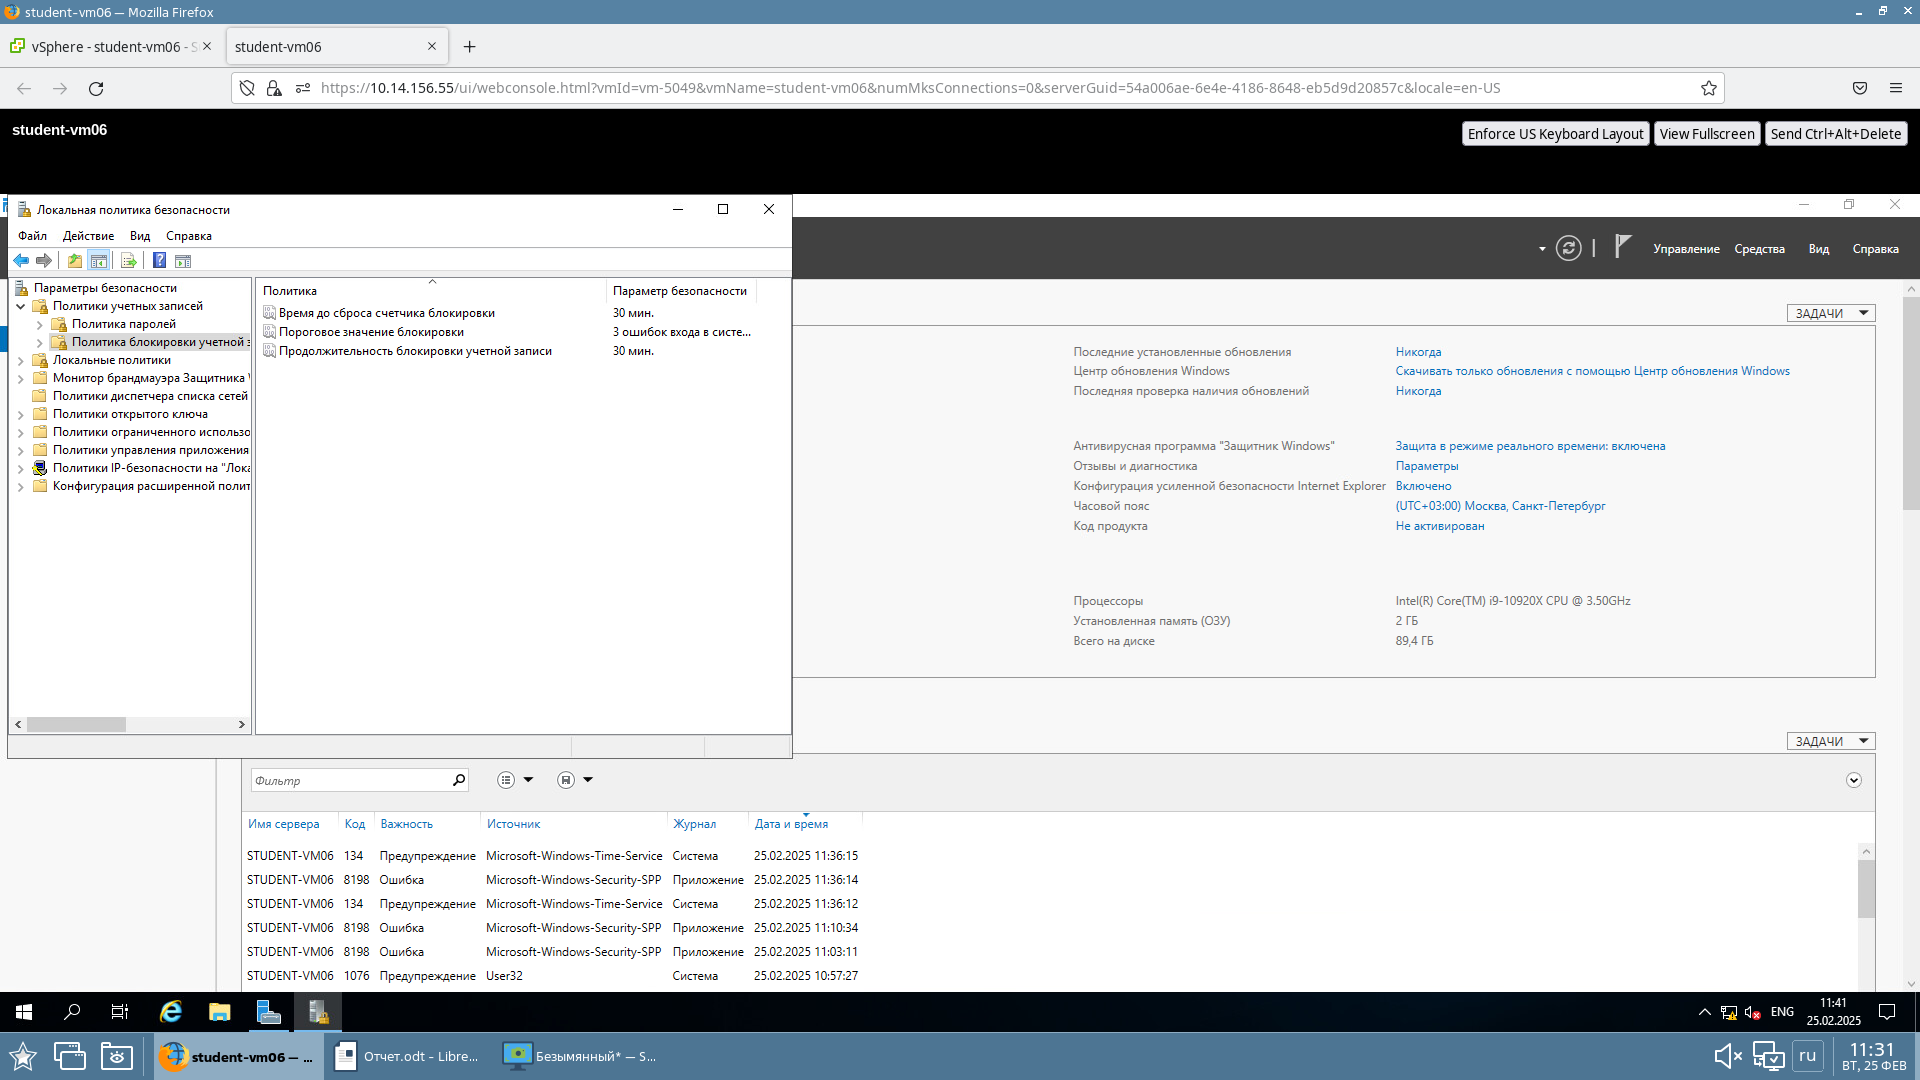 student-vm06 — Mozilla Firefox
vSphere - student-vm06 - S
student-vm06
https://10.14.156.55/ui/webconsole.html?vmId=vm-5049&vmName=student-vm06&numMksConnections=0&serverGuid=54a006ae-6e4e-4186-8648-eb5d9d20857c&locale=en-US
student-vm06
Enforce US Keyboard Layout
View Fullscreen
Send Ctrl+Alt+Delete
Локальная политика безопасности
Файл Действие Вид Справка
Управление Средства Вид Справка
Параметры безопасности
Политики учетных записей
Политика паролей
Политика блокировки учетной з
Локальные политики
Монитор брандмауэра Защитника
Политики диспетчера списка сетей
Политики открытого ключа
Политики ограниченного использо
Политики управления приложения
Политики IP-безопасности на "Лока
Конфигурация расширенной полит
Политика Параметр безопасности
Время до сброса счетчика блокировки 30 мин.
Пороговое значение блокировки 3 ошибок входа в систе...
Продолжительность блокировки учетной записи 30 мин.
ЗАДАЧИ
Последние установленные обновления Никогда
Центр обновления Windows Скачивать только обновления с помощью Центр обновления Windows
Последняя проверка наличия обновлений Никогда
Антивирусная программа "Защитник Windows" Защита в режиме реального времени: включена
Отзывы и диагностика Параметры
Конфигурация усиленной безопасности Internet Explorer Включено
Часовой пояс (UTC+03:00) Москва, Санкт-Петербург
Код продукта Не активирован
Процессоры Intel(R) Core(TM) i9-10920X CPU @ 3.50GHz
Установленная память (ОЗУ) 2 ГБ
Всего на диске 89,4 ГБ
ЗАДАЧИ
Фильтр
Имя сервера Код Важность Источник Журнал Дата и время
STUDENT-VM06 134 Предупреждение Microsoft-Windows-Time-Service Система 25.02.2025 11:36:15
STUDENT-VM06 8198 Ошибка Microsoft-Windows-Security-SPP Приложение 25.02.2025 11:36:14
STUDENT-VM06 134 Предупреждение Microsoft-Windows-Time-Service Система 25.02.2025 11:36:12
STUDENT-VM06 8198 Ошибка Microsoft-Windows-Security-SPP Приложение 25.02.2025 11:10:34
STUDENT-VM06 8198 Ошибка Microsoft-Windows-Security-SPP Приложение 25.02.2025 11:03:11
STUDENT-VM06 1076 Предупреждение User32 Система 25.02.2025 10:57:27
ENG
11:41
25.02.2025
student-vm06 — ...
Отчет.odt - Libre...
Безымянный* — S...
ru
11:31
ВТ, 25 ФЕВ